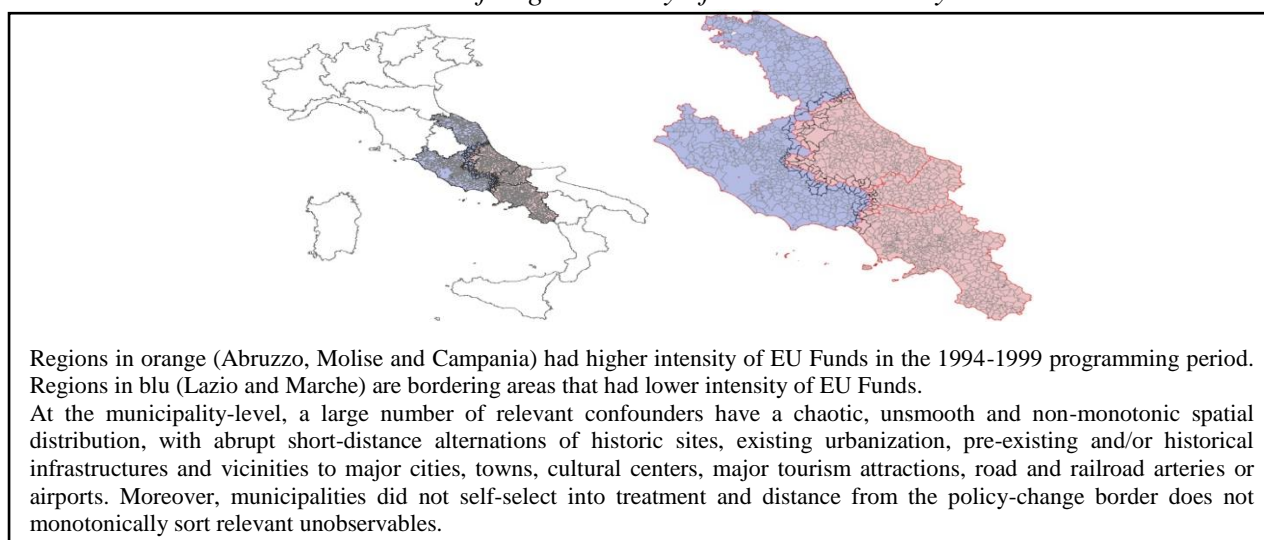 Regions in orange (Abruzzo, Molise and Campania) had higher intensity of EU Funds in the 1994-1999 programming period.
Regions in blu (Lazio and Marche) are bordering areas that had lower intensity of EU Funds.
At the municipality-level, a large number of relevant confounders have a chaotic, unsmooth and non-monotonic spatial
distribution, with abrupt short-distance alternations of historic sites, existing urbanization, pre-existing and/or historical
infrastructures and vicinities to major cities, towns, cultural centers, major tourism attractions, road and railroad arteries or
airports. Moreover, municipalities did not self-select into treatment and distance from the policy-change border does not
monotonically sort relevant unobservables.